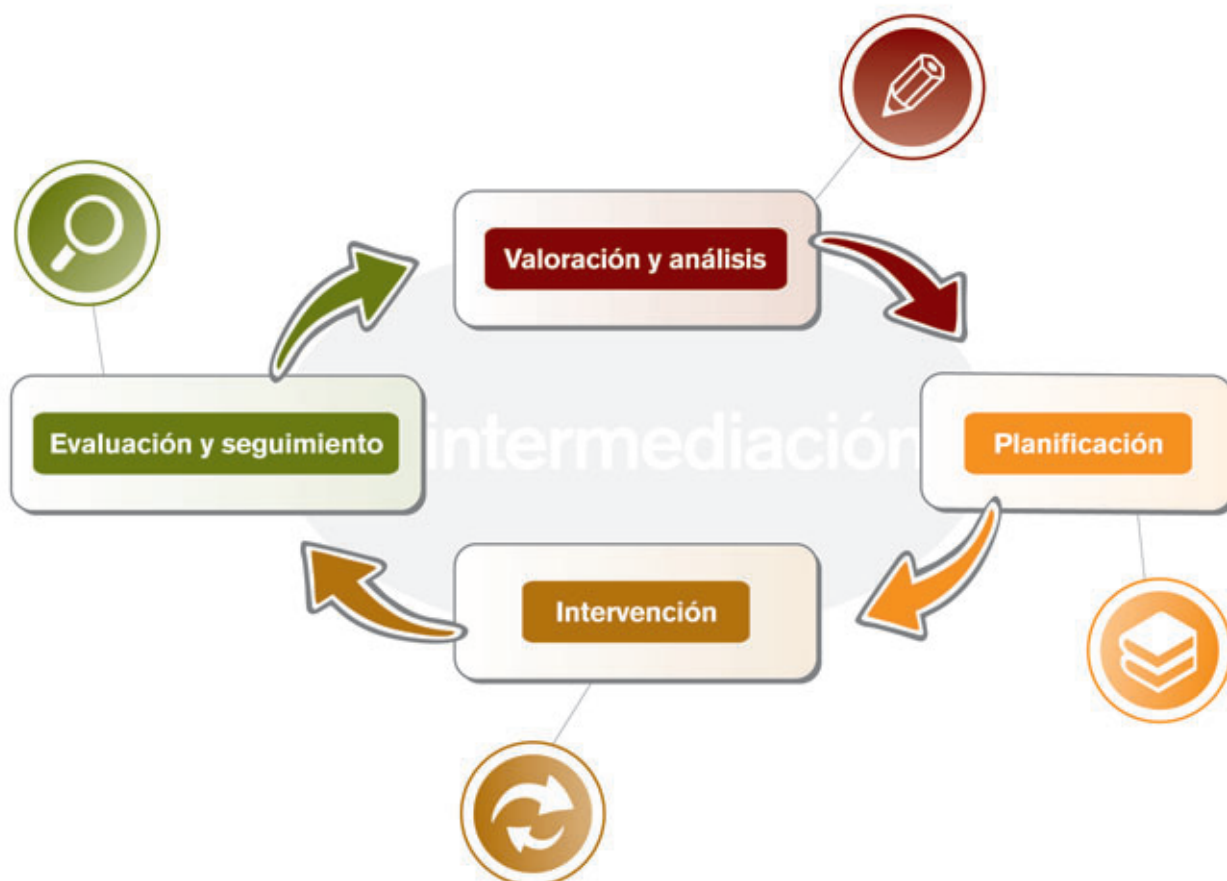 Valoración y análisis
Evaluación y seguimiento
intermediación
Planificación
Intervención